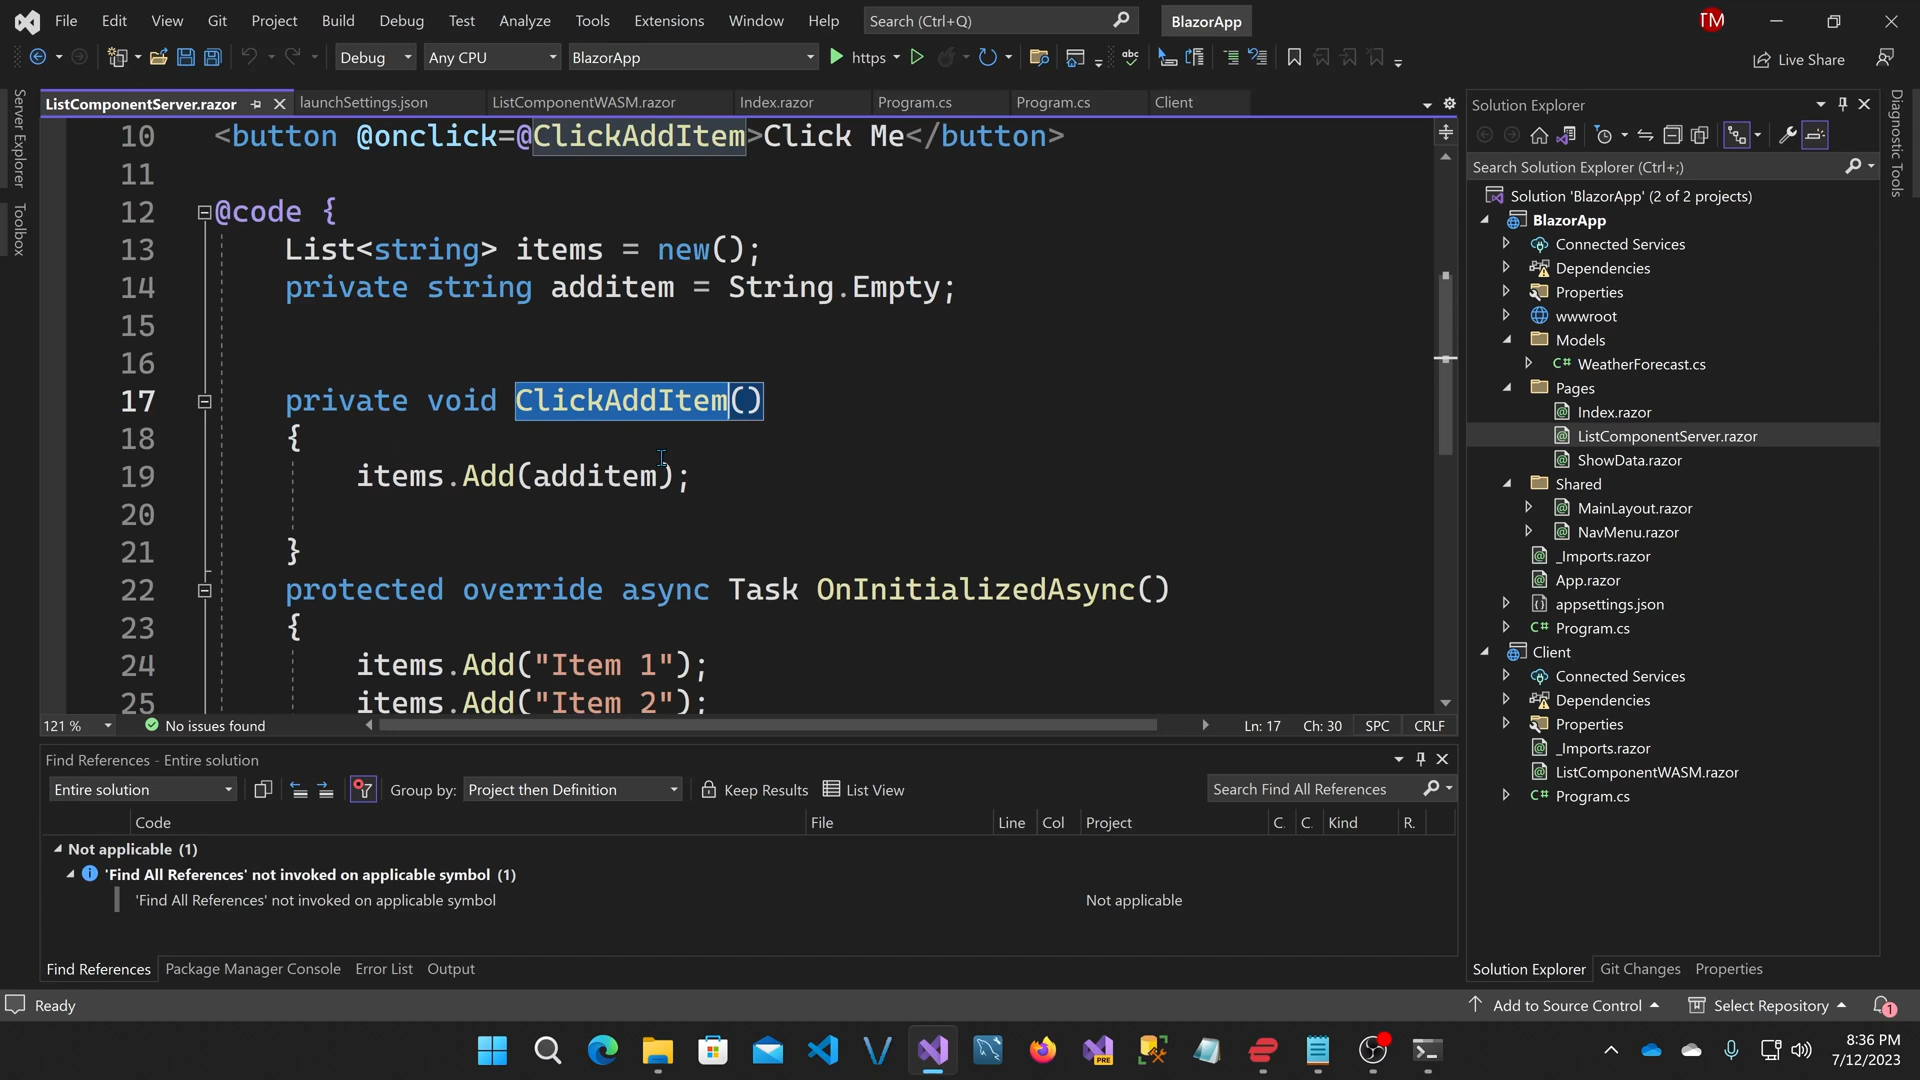 File Edit View Git Project Build Debug Test Analyze Tools Extensions Window Help Search (Ctrl+Q) BlazorApp TM
Debug Any CPU BlazorApp https abc Live Share
ListComponentServer.razor launchSettings.json ListComponentWASM.razor Index.razor Program.cs Program.cs Client
10 <button @onclick=@ClickAddItem>Click Me</button>
11
12 @code {
13 List<string> items = new();
14 private string additem = String.Empty;
15
16
17 private void ClickAddItem()
18 {
19 items.Add(additem);
20
21 }
22 protected override async Task OnInitializedAsync()
23 {
24 items.Add("Item 1");
25 items.Add("Item 2");
121 % No issues found Ln: 17 Ch: 30 SPC CRLF
Find References - Entire solution
Entire solution Group by: Project then Definition Keep Results List View Search Find All References
Code File Line Col Project C. C. Kind R.
Not applicable (1)
'Find All References' not invoked on applicable symbol (1)
'Find All References' not invoked on applicable symbol Not applicable
Find References Package Manager Console Error List Output
Server Explorer
Toolbox
Solution Explorer
Search Solution Explorer (Ctrl+;)
Solution 'BlazorApp' (2 of 2 projects)
BlazorApp
Connected Services
Dependencies
Properties
wwwroot
Models
C# WeatherForecast.cs
Pages
Index.razor
ListComponentServer.razor
ShowData.razor
Shared
MainLayout.razor
NavMenu.razor
_Imports.razor
App.razor
appsettings.json
C# Program.cs
Client
Connected Services
Dependencies
Properties
_Imports.razor
ListComponentWASM.razor
C# Program.cs
Solution Explorer Git Changes Properties
Diagnostic Tools
Ready Add to Source Control Select Repository 1
PRE
8:36 PM
7/12/2023